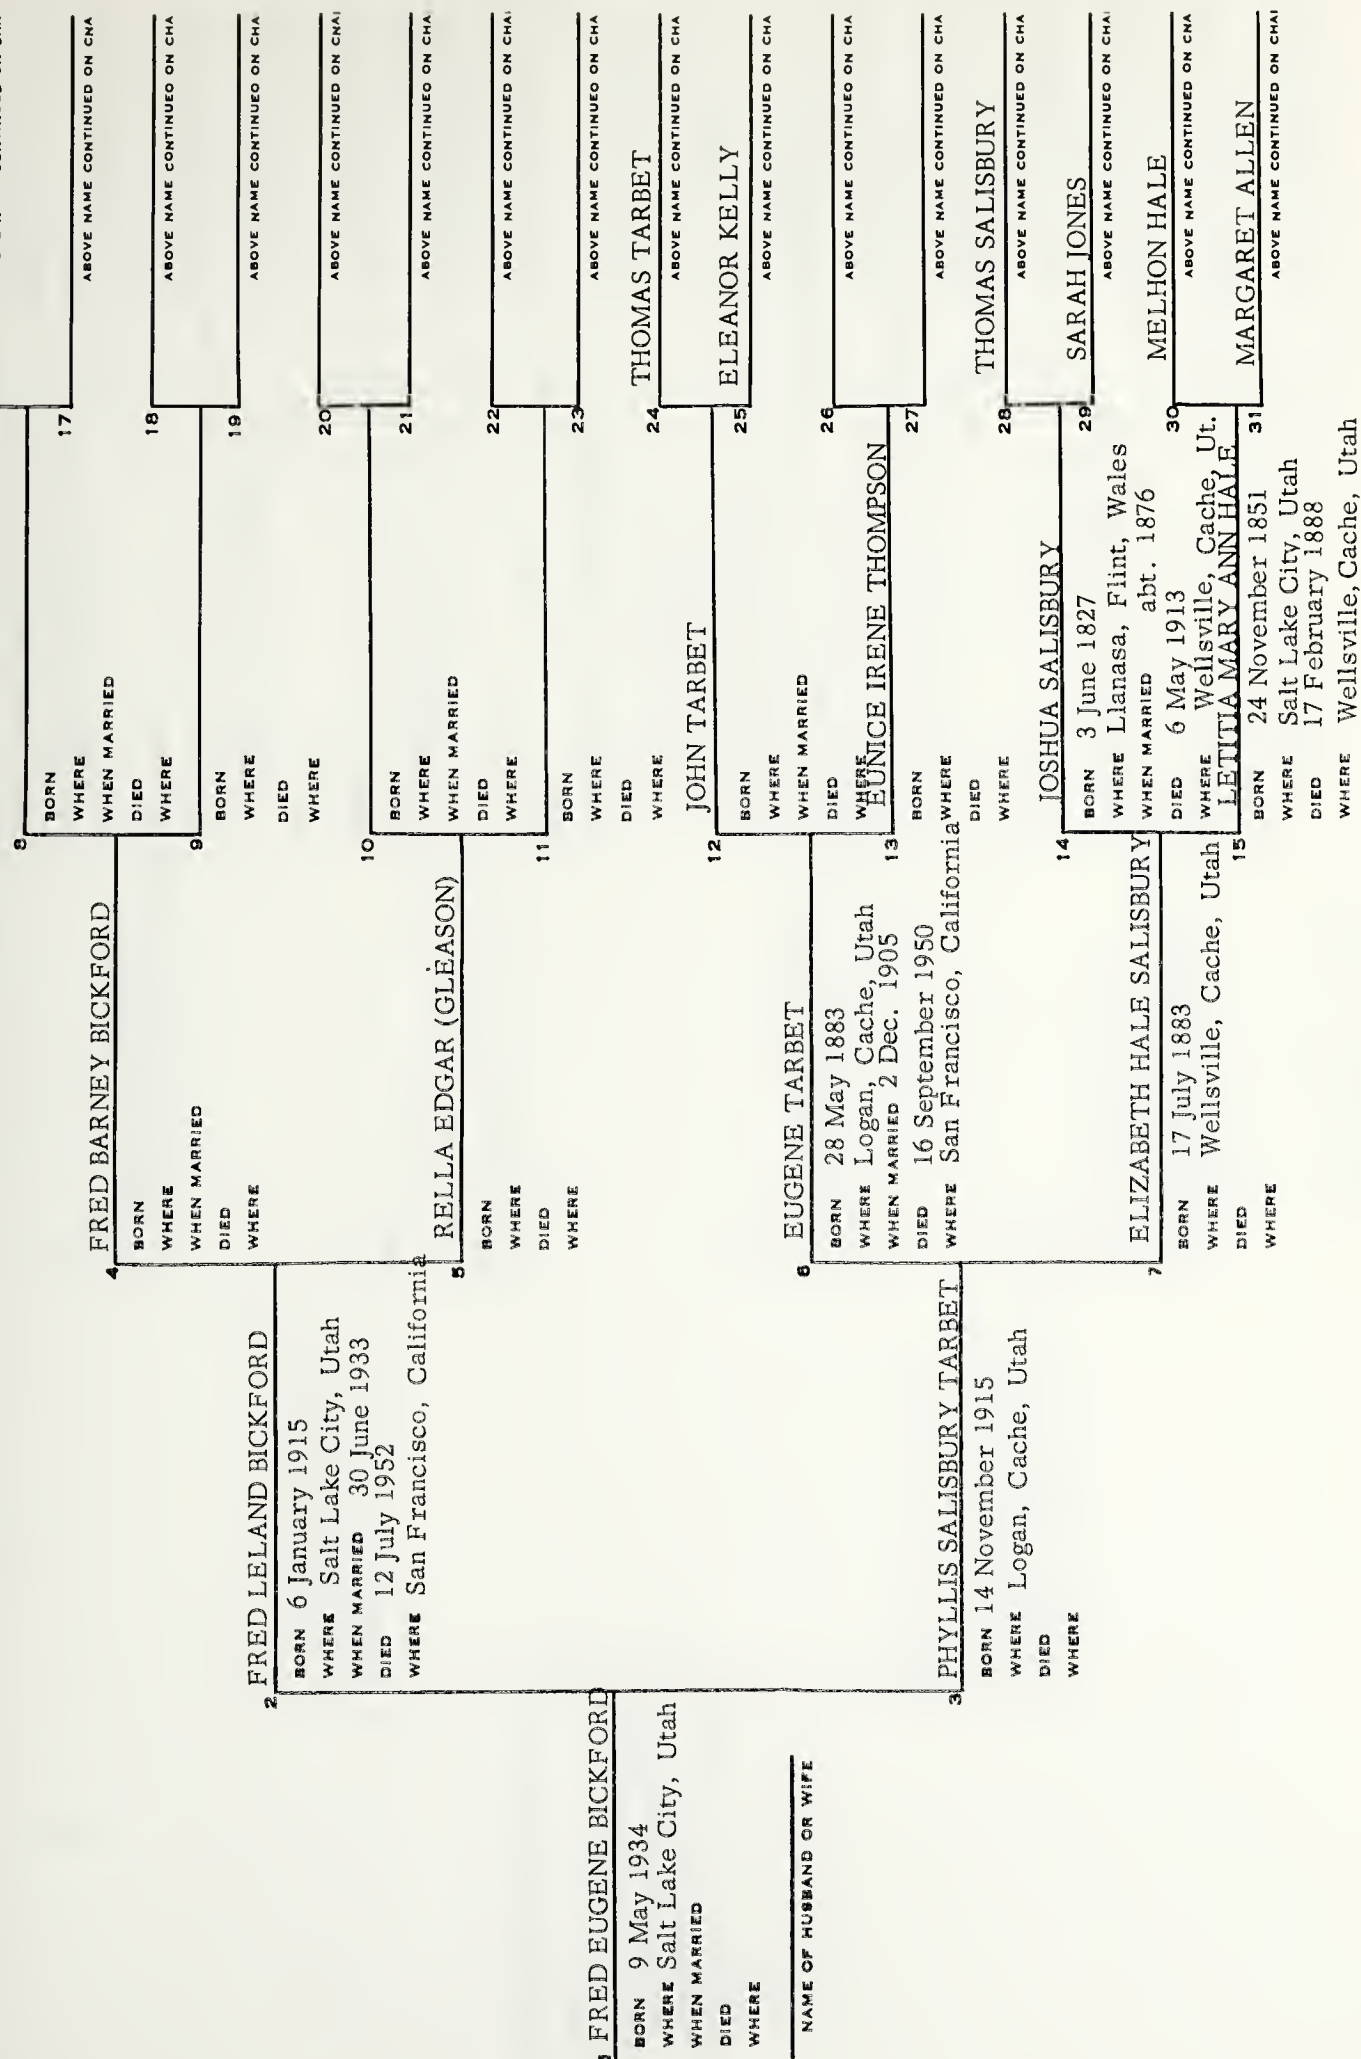 FRED EUGENE BICKFORD
BORN 9 May 1934
WHERE Salt Lake City, Utah
WHEN MARRIED
DIED
WHERE
NAME OF HUSBAND OR WIFE
2
FRED LELAND BICKFORD
BORN 6 January 1915
WHERE Salt Lake City, Utah
WHEN MARRIED 30 June 1933
DIED 12 July 1952
WHERE San Francisco, California
3
PHYLLIS SALISBURY TARBET
BORN 14 November 1915
WHERE Logan, Cache, Utah
DIED
WHERE
4
FRED BARNEY BICKFORD
BORN
WHERE
WHEN MARRIED
DIED
WHERE
5
RELLA EDGAR (GLEASON)
BORN
WHERE
DIED
WHERE
6
EUGENE TARBET
BORN 28 May 1883
WHERE Logan, Cache, Utah
WHEN MARRIED 2 Dec. 1905
DIED 16 September 1950
WHERE San Francisco, California
7
ELIZABETH HALE SALISBURY
BORN 17 July 1883
WHERE Wellsville, Cache, Utah
DIED
WHERE
8
BORN
WHERE
WHEN MARRIED
DIED
WHERE
9
BORN
WHERE
DIED
WHERE
10
BORN
WHERE
WHEN MARRIED
DIED
WHERE
11
BORN
WHERE
DIED
WHERE
12
JOHN TARBET
BORN
WHERE
WHEN MARRIED
DIED
WHERE
13
EUNICE IRENE THOMPSON
BORN
WHERE
DIED
WHERE
14
JOSHUA SALISBURY
BORN 3 June 1827
WHERE Llanasa, Flint, Wales
WHEN MARRIED abt. 1876
DIED 6 May 1913
WHERE Wellsville, Cache, Ut.
15
LETITIA MARY ANN HALE
BORN 24 November 1851
WHERE Salt Lake City, Utah
DIED 17 February 1888
WHERE Wellsville, Cache, Utah
17
ABOVE NAME CONTINUED ON CHA
18
ABOVE NAME CONTINUED ON CHA
19
ABOVE NAME CONTINUED ON CHA
20
ABOVE NAME CONTINUED ON CHA
21
ABOVE NAME CONTINUED ON CHA
22
ABOVE NAME CONTINUED ON CHA
23
ABOVE NAME CONTINUED ON CHA
24
THOMAS TARBET
ABOVE NAME CONTINUED ON CHA
25
ELEANOR KELLY
ABOVE NAME CONTINUED ON CHA
26
ABOVE NAME CONTINUED ON CHA
27
ABOVE NAME CONTINUED ON CHA
28
THOMAS SALISBURY
ABOVE NAME CONTINUED ON CHA
29
SARAH JONES
ABOVE NAME CONTINUED ON CHA
30
MELHON HALE
ABOVE NAME CONTINUED ON CHA
31
MARGARET ALLEN
ABOVE NAME CONTINUED ON CHA